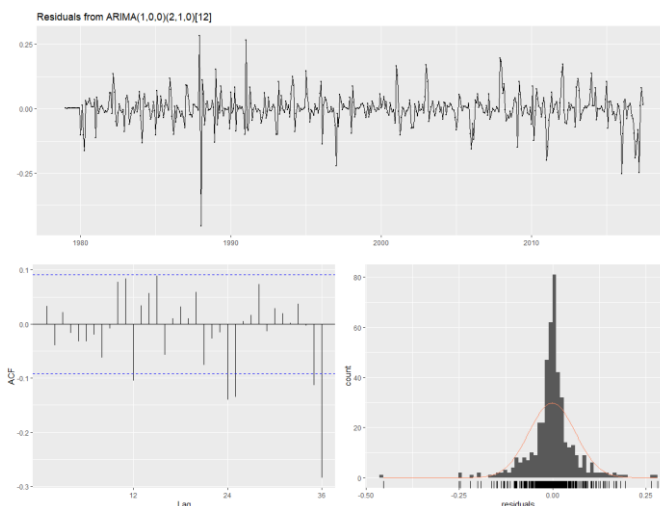 Residuals from ARIMA(1,0,0)(2,1,0)[12]
0.25
0.00
-0.25
1980 1990 2000 2010
0.1
0.0
-0.1
-0.2
-0.3
ACF
12 24 36
Lag
80
60
40
20
0
count
-0.50 -0.25 0.00 0.25
residuals